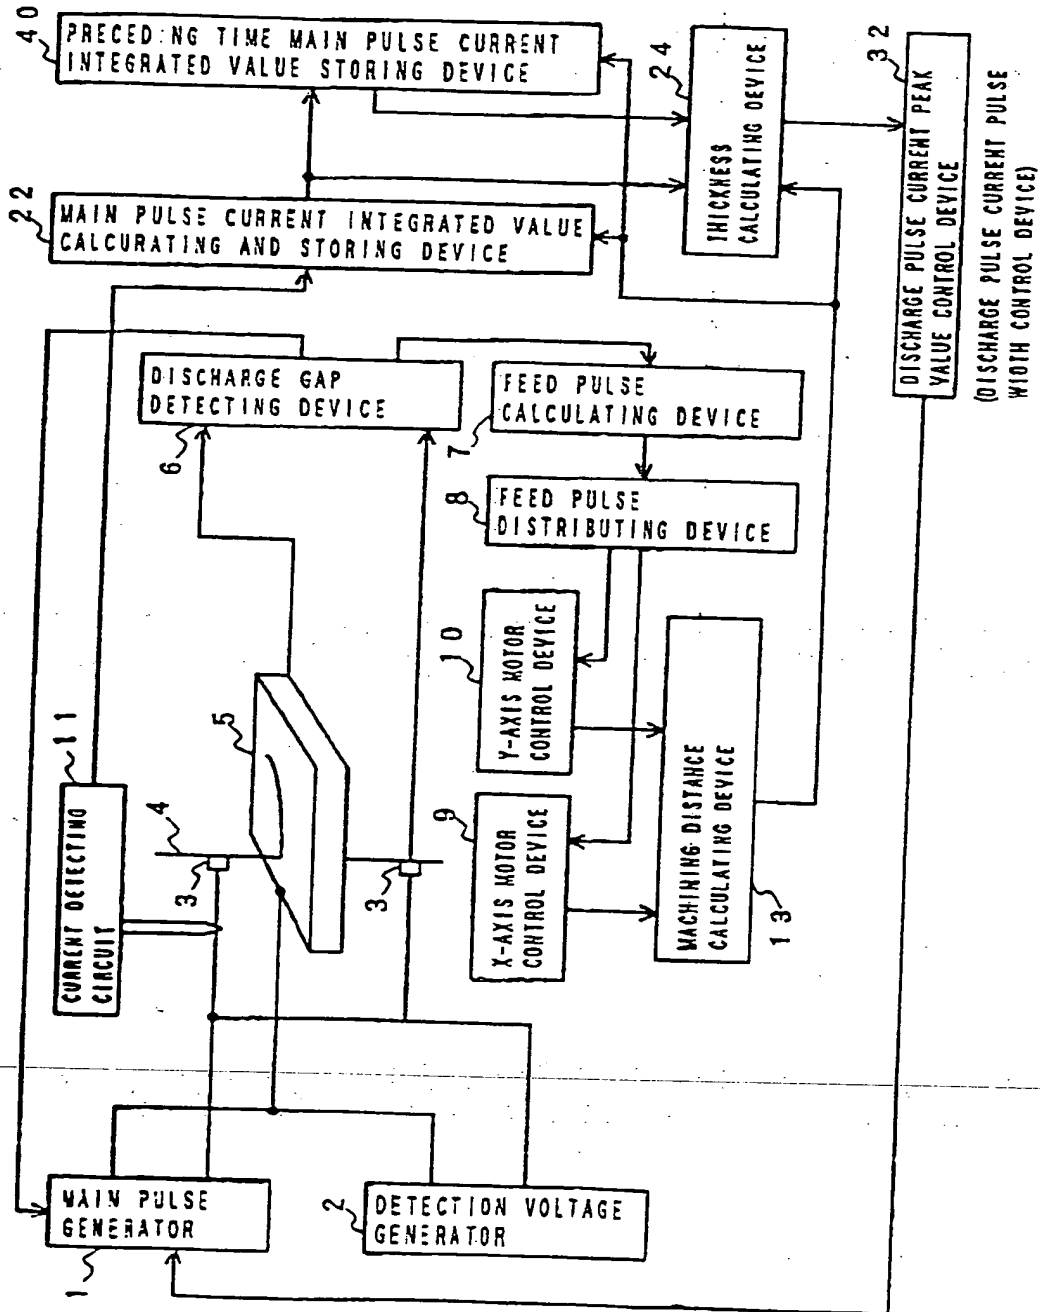 MAIN PULSE
GENERATOR
1
2
DETECTION VOLTAGE
GENERATOR
CURRENT DETECTING
CIRCUIT
11
3
4
5
3
DISCHARGE GAP
DETECTING DEVICE
6
FEED PULSE
CALCULATING DEVICE
7
FEED PULSE
DISTRIBUTING DEVICE
8
X-AXIS MOTOR
CONTROL DEVICE
9
Y-AXIS MOTOR
CONTROL DEVICE
10
MACHINING DISTANCE
CALCULATING DEVICE
13
22
MAIN PULSE CURRENT INTEGRATED VALUE
CALCURATING AND STORING DEVICE
40
PRECEDING TIME MAIN PULSE CURRENT
INTEGRATED VALUE STORING DEVICE
24
THICKNESS
CALCULATING DEVICE
32
DISCHARGE PULSE CURRENT PEAK
VALUE CONTROL DEVICE
(DISCHARGE PULSE CURRENT PULSE
WIDTH CONTROL DEVICE)